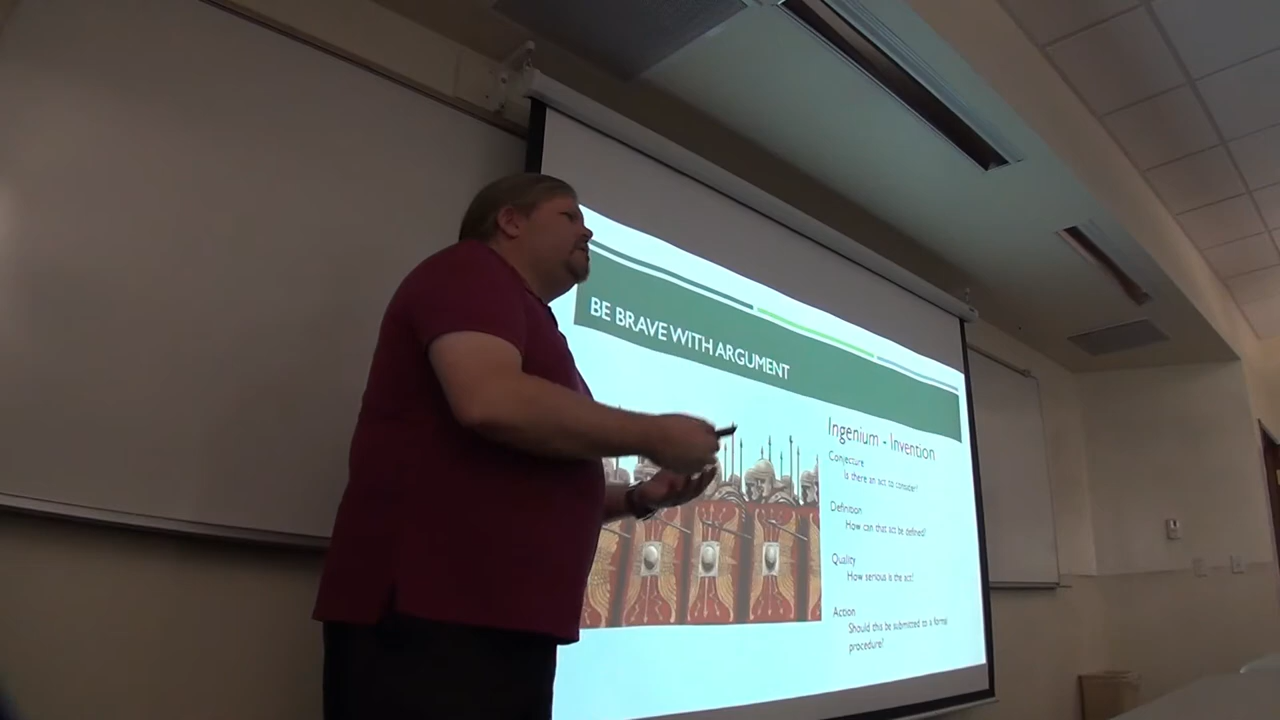 BE BRAVE WITH ARGUMENT
Ingenium - Invention
Conjecture
Is there an act to consider?
Definition
How can that act be defined?
Quality
How serious is the act?
Action
Should this be submitted to a formal
procedure?